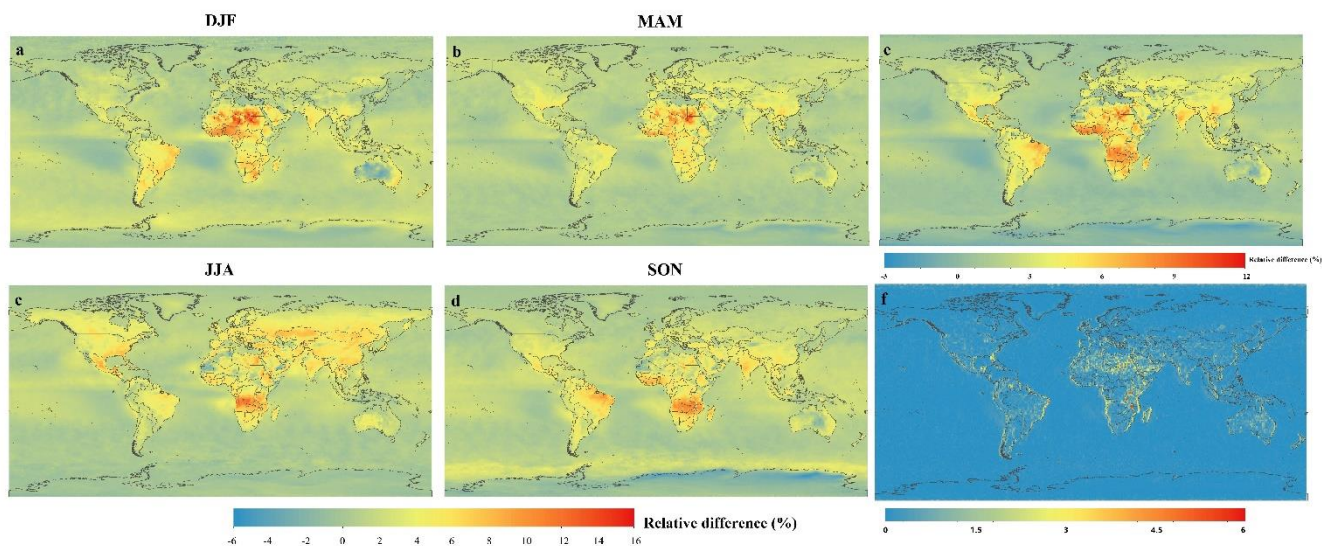 DJF
MAM
a
b
c
-3 0 3 6 9 12
Relative difference (%)
JJA
SON
c
d
f
-6 -4 -2 0 2 4 6 8 10 12 14 16
Relative difference (%)
0 1.5 3 4.5 6